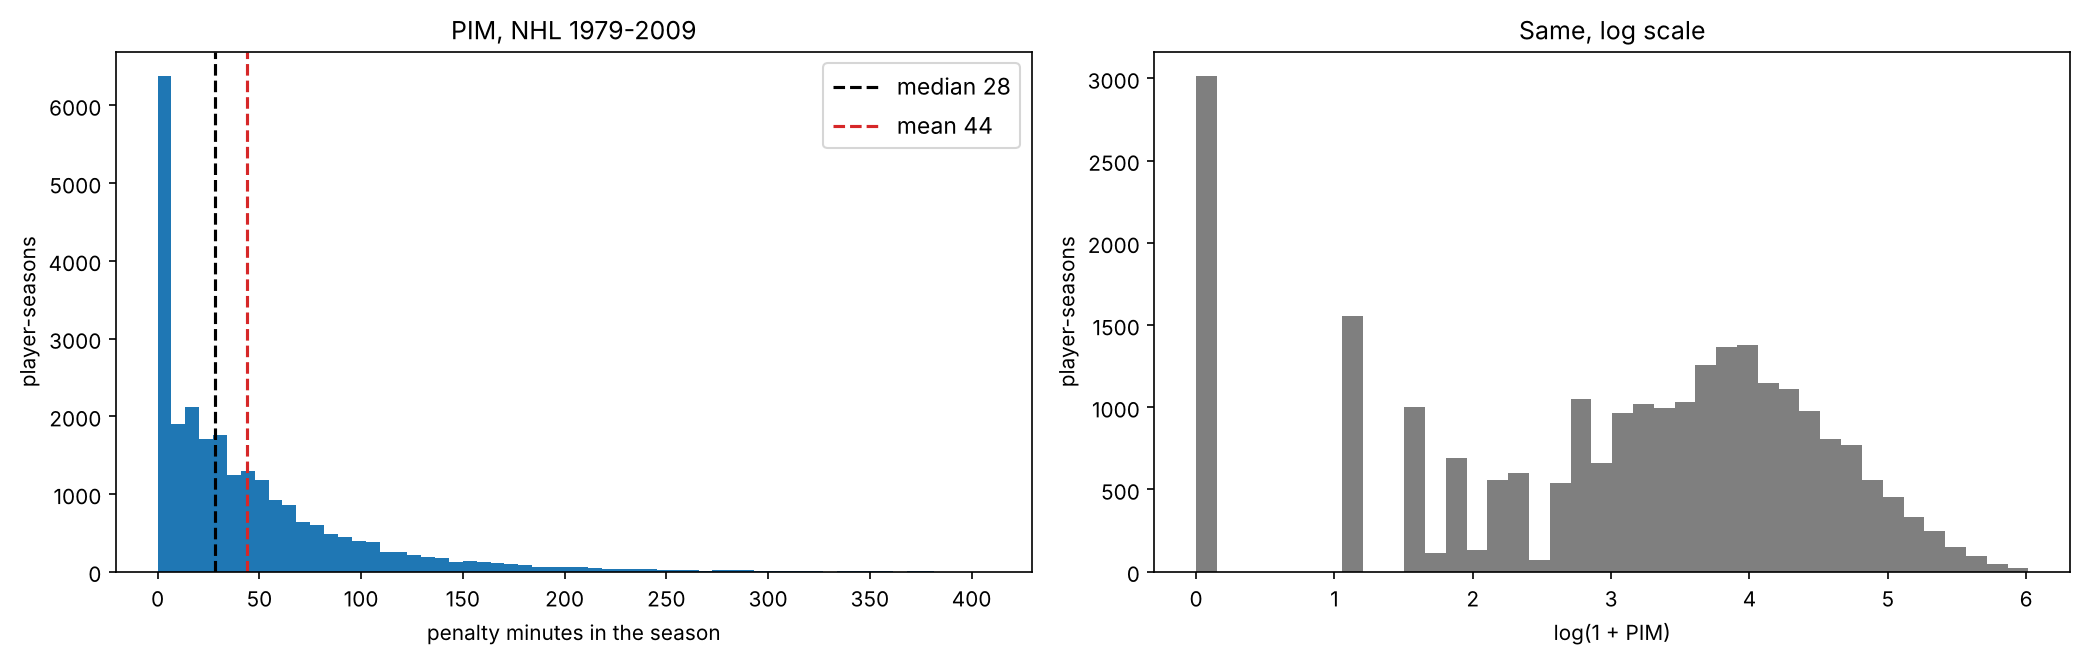 PIM, NHL 1979-2009
player-seasons
6000
5000
4000
3000
2000
1000
0
median 28
mean 44
0 50 100 150 200 250 300 350 400
penalty minutes in the season
Same, log scale
player-seasons
3000
2500
2000
1500
1000
500
0
0 1 2 3 4 5 6
log(1 + PIM)